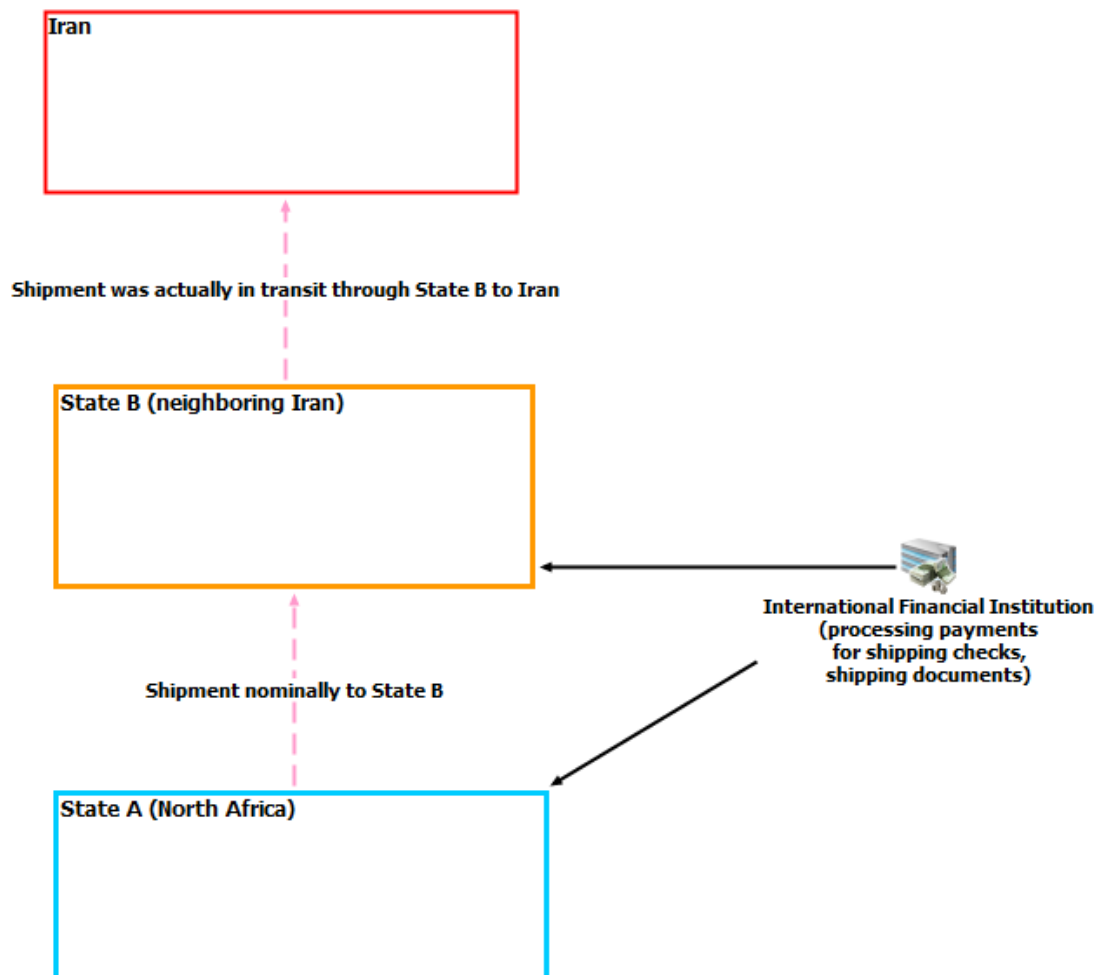 Iran
Shipment was actually in transit through State B to Iran
State B (neighboring Iran)
International Financial Institution
(processing payments
for shipping checks,
shipping documents)
Shipment nominally to State B
State A (North Africa)